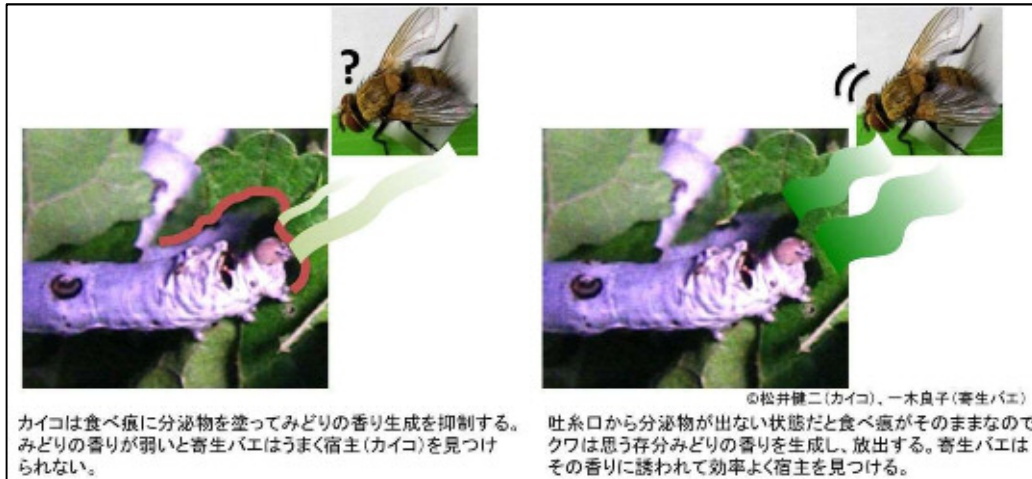 ?
©松井健二(カイコ)、一木良子(寄生バエ)
カイコは食べ痕に分泌物を塗ってみどりの香り生成を抑制する。
みどりの香りが弱いと寄生バエはうまく宿主(カイコ)を見つけ
られない。
吐糸口から分泌物が出ない状態だと食べ痕がそのままなので
クワは思う存分みどりの香りを生成し、放出する。寄生バエは
その香りに誘われて効率よく宿主を見つける。